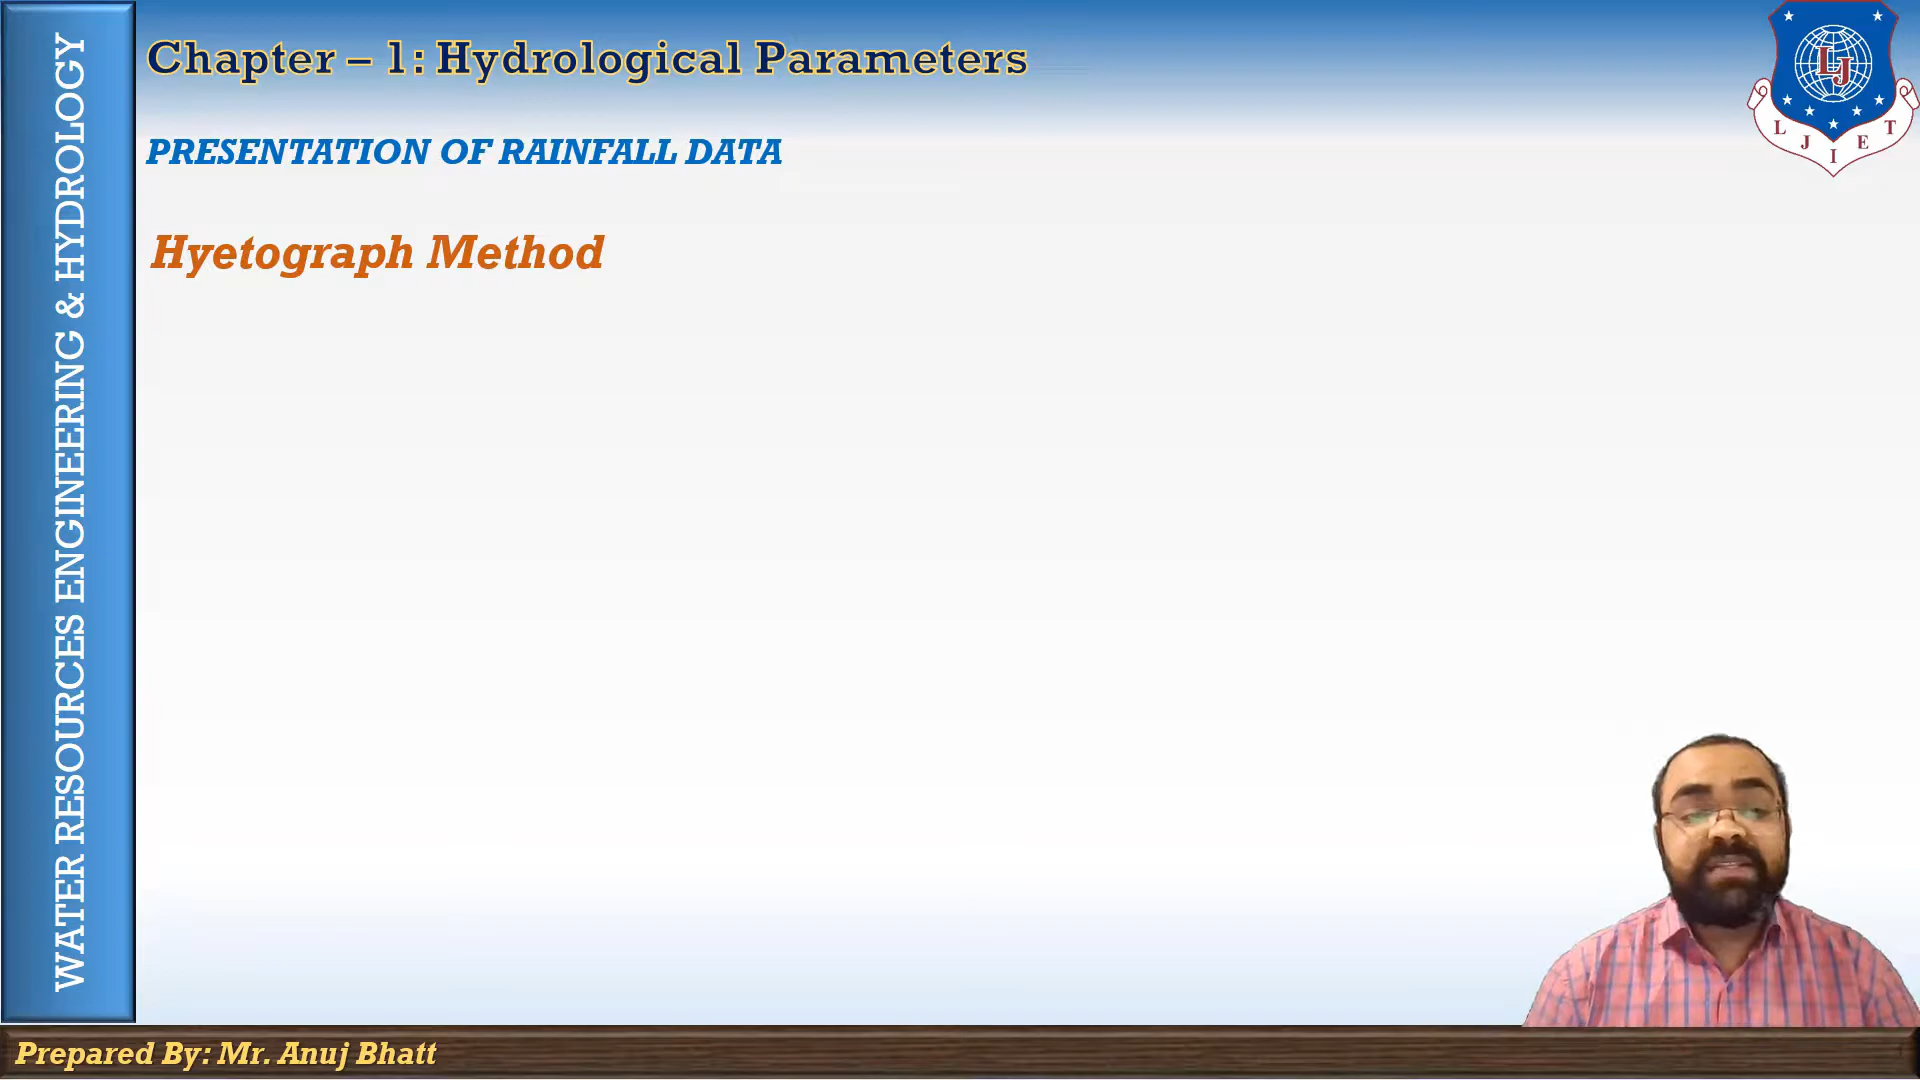 Chapter – 1: Hydrological Parameters
PRESENTATION OF RAINFALL DATA
Hyetograph Method
WATER RESOURCES ENGINEERING & HYDROLOGY
LJ
L J I E T
Prepared By: Mr. Anuj Bhatt